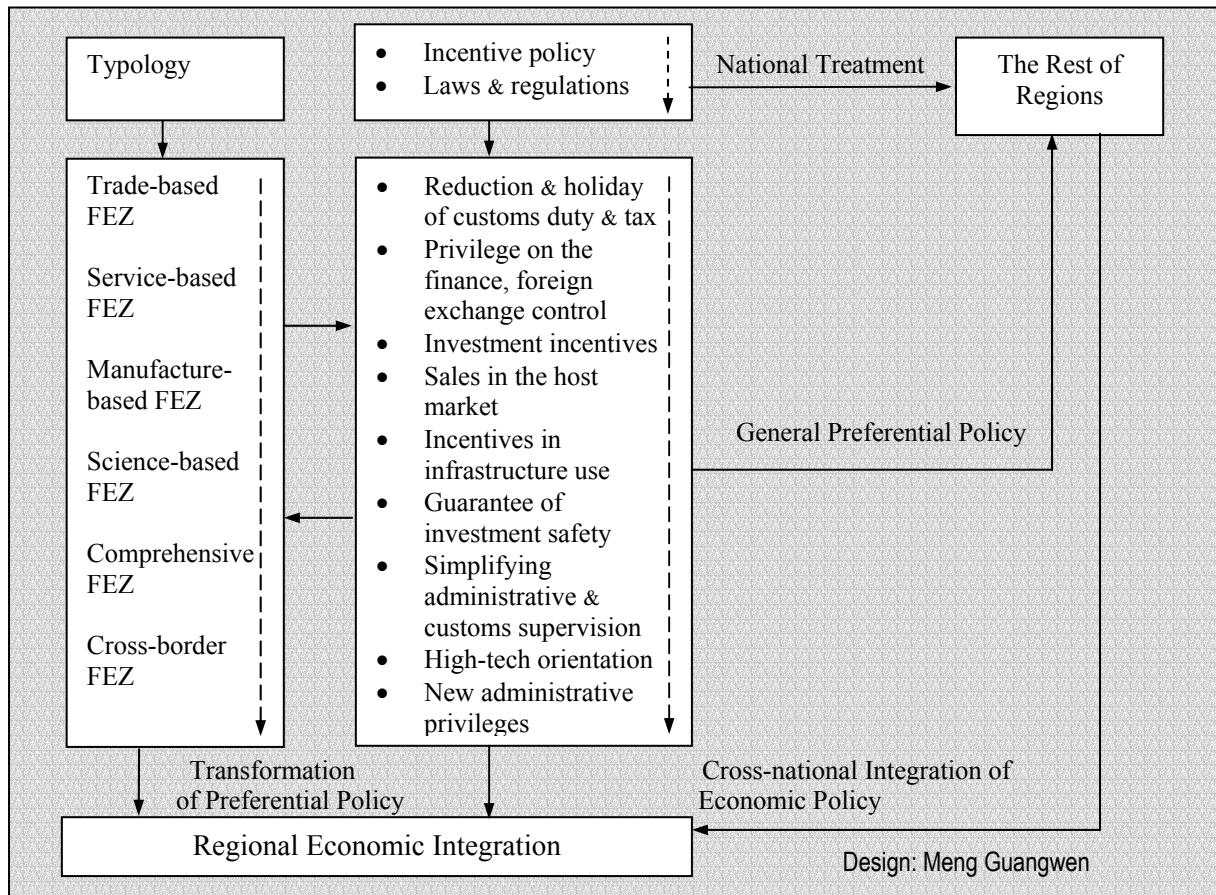 Typology
• Incentive policy
• Laws & regulations
National Treatment
The Rest of
Regions
Trade-based
FEZ
Service-based
FEZ
Manufacture-
based FEZ
Science-based
FEZ
Comprehensive
FEZ
Cross-border
FEZ
• Reduction & holiday
of customs duty & tax
• Privilege on the
finance, foreign
exchange control
• Investment incentives
• Sales in the host
market
• Incentives in
infrastructure use
• Guarantee of
investment safety
• Simplifying
administrative &
customs supervision
• High-tech orientation
• New administrative
privileges
General Preferential Policy
Transformation
of Preferential Policy
Cross-national Integration of
Economic Policy
Regional Economic Integration
Design: Meng Guangwen